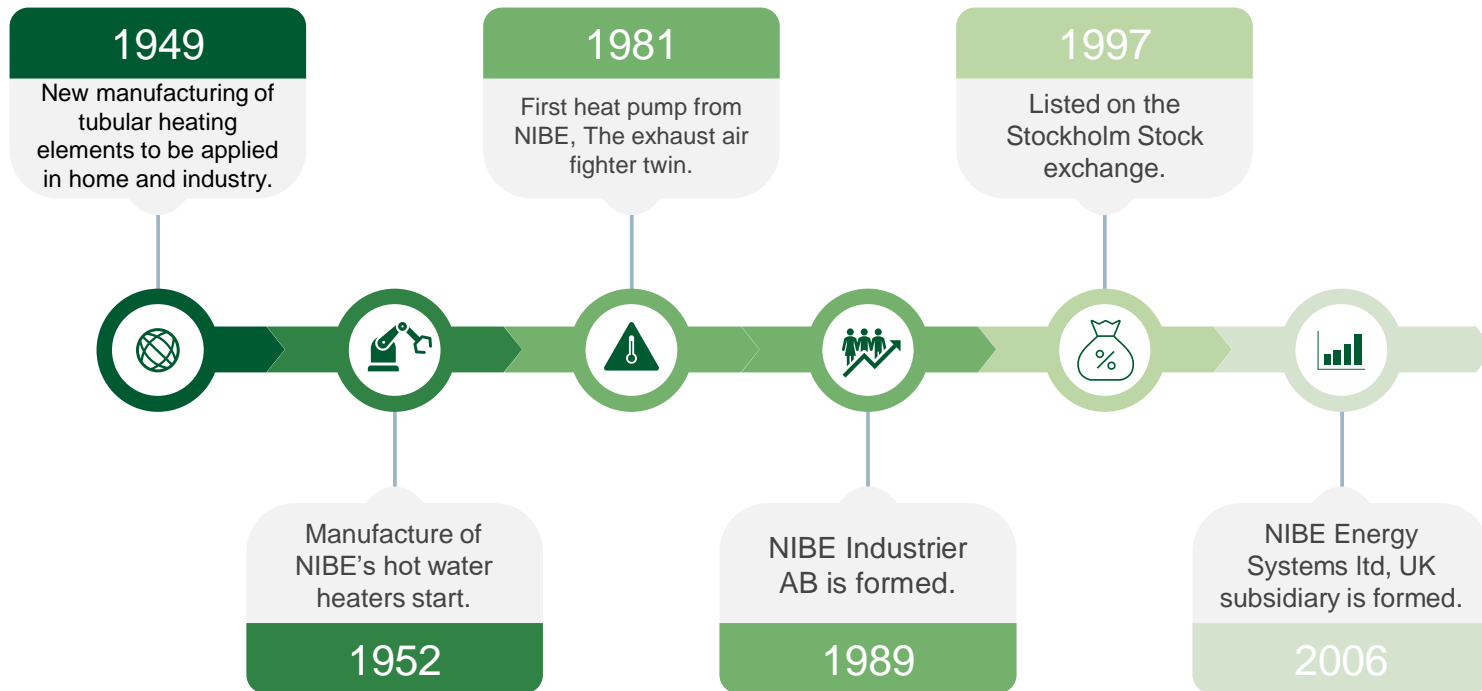 1949
New manufacturing of
tubular heating
elements to be applied
in home and industry.
1981
First heat pump from
NIBE, The exhaust air
fighter twin.
1997
Listed on the
Stockholm Stock
exchange.
%
Manufacture of
NIBE’s hot water
heaters start.
1952
NIBE Industrier
AB is formed.
1989
NIBE Energy
Systems ltd, UK
subsidiary is formed.
2006